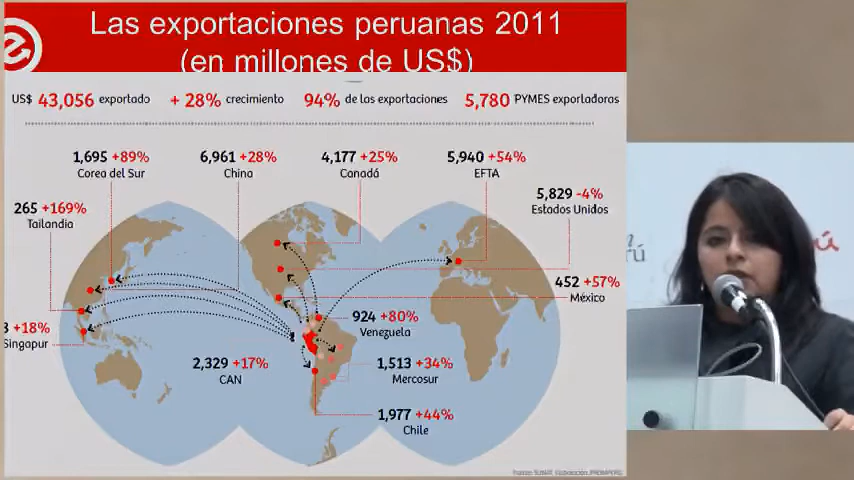 Las exportaciones peruanas 2011
(en millones de US$)
US$ 43,056 exportado + 28% crecimiento 94% de las exportaciones 5,780 PYMES exportadoras
1,695 +89%
Corea del Sur
6,961 +28%
China
4,177 +25%
Canadá
5,940 +54%
EFTA
5,829 -4%
Estados Unidos
265 +169%
Tailandia
452 +57%
México
924 +80%
Venezuela
+18%
Singapur
2,329 +17%
CAN
1,513 +34%
Mercosur
1,977 +44%
Chile